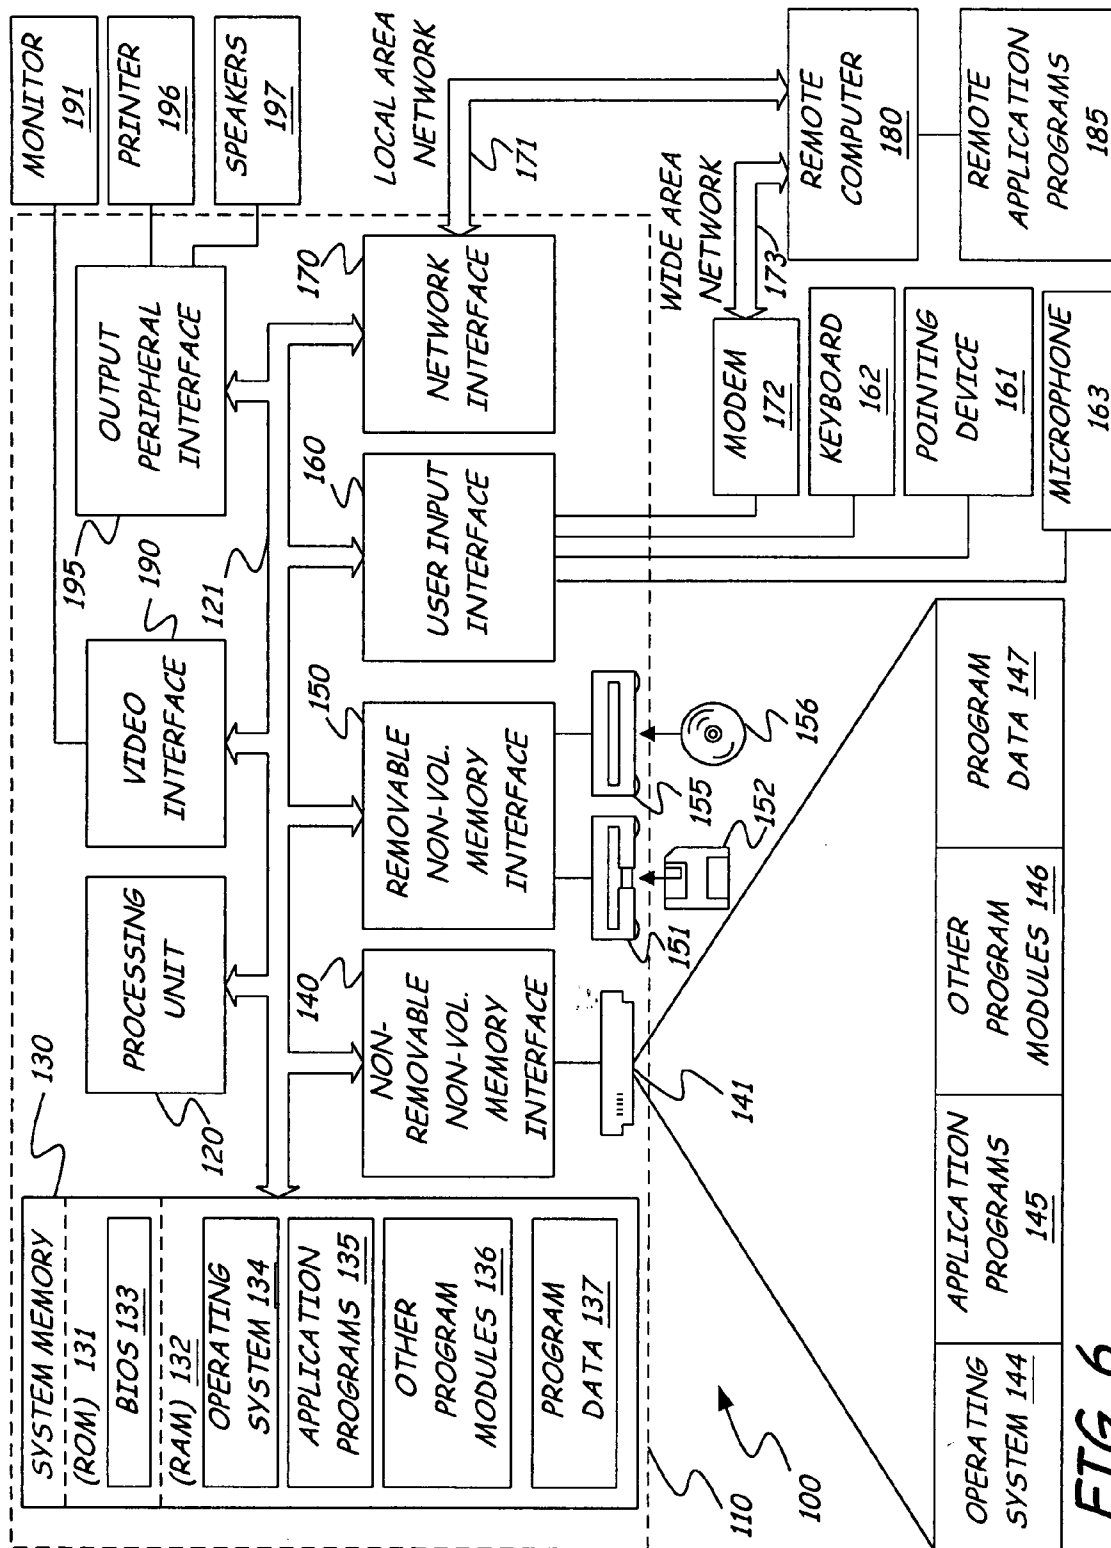 SYSTEM MEMORY
(ROM) 131
BIOS 133
(RAM) 132
OPERATING
SYSTEM 134
APPLICATION
PROGRAMS 135
OTHER
PROGRAM
MODULES 136
PROGRAM
DATA 137
130
PROCESSING
UNIT
120
VIDEO
INTERFACE
190
OUTPUT
PERIPHERAL
INTERFACE
195
121
MONITOR
191
PRINTER
196
SPEAKERS
197
NON-
REMOVABLE
NON-VOL.
MEMORY
INTERFACE
140
REMOVABLE
NON-VOL.
MEMORY
INTERFACE
150
USER INPUT
INTERFACE
160
NETWORK
INTERFACE
170
LOCAL AREA
NETWORK
171
141
151
152
155
156
WIDE AREA
NETWORK
173
MODEM
172
KEYBOARD
162
POINTING
DEVICE
161
MICROPHONE
163
REMOTE
COMPUTER
180
REMOTE
APPLICATION
PROGRAMS
185
110
100
OPERATING
SYSTEM 144
APPLICATION
PROGRAMS
145
OTHER
PROGRAM
MODULES 146
PROGRAM
DATA 147
FIG. 6